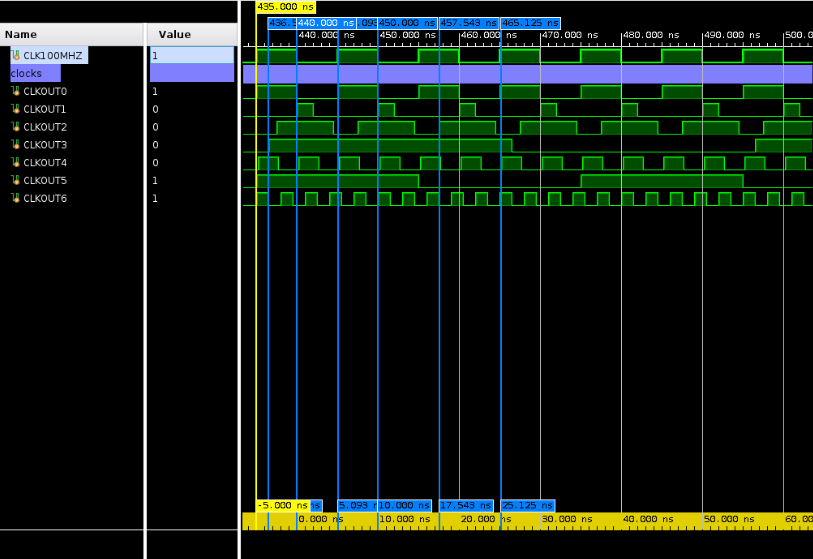 435.000 ns
436.5 440.000 ns .093 450.000 ns 457.543 ns 465.125 ns
Name Value
440.000 ns 450.000 ns 460.000 ns 470.000 ns 480.000 ns 490.000 ns 500.0
CLK100MHZ 1
clocks
CLKOUT0 1
CLKOUT1 0
CLKOUT2 0
CLKOUT3 0
CLKOUT4 0
CLKOUT5 1
CLKOUT6 1
-5.000 ns ns 5.093 ns 10.000 ns 17.543 ns 25.125 ns
0.000 ns 10.000 ns 20.000 ns 30.000 ns 40.000 ns 50.000 ns 60.00